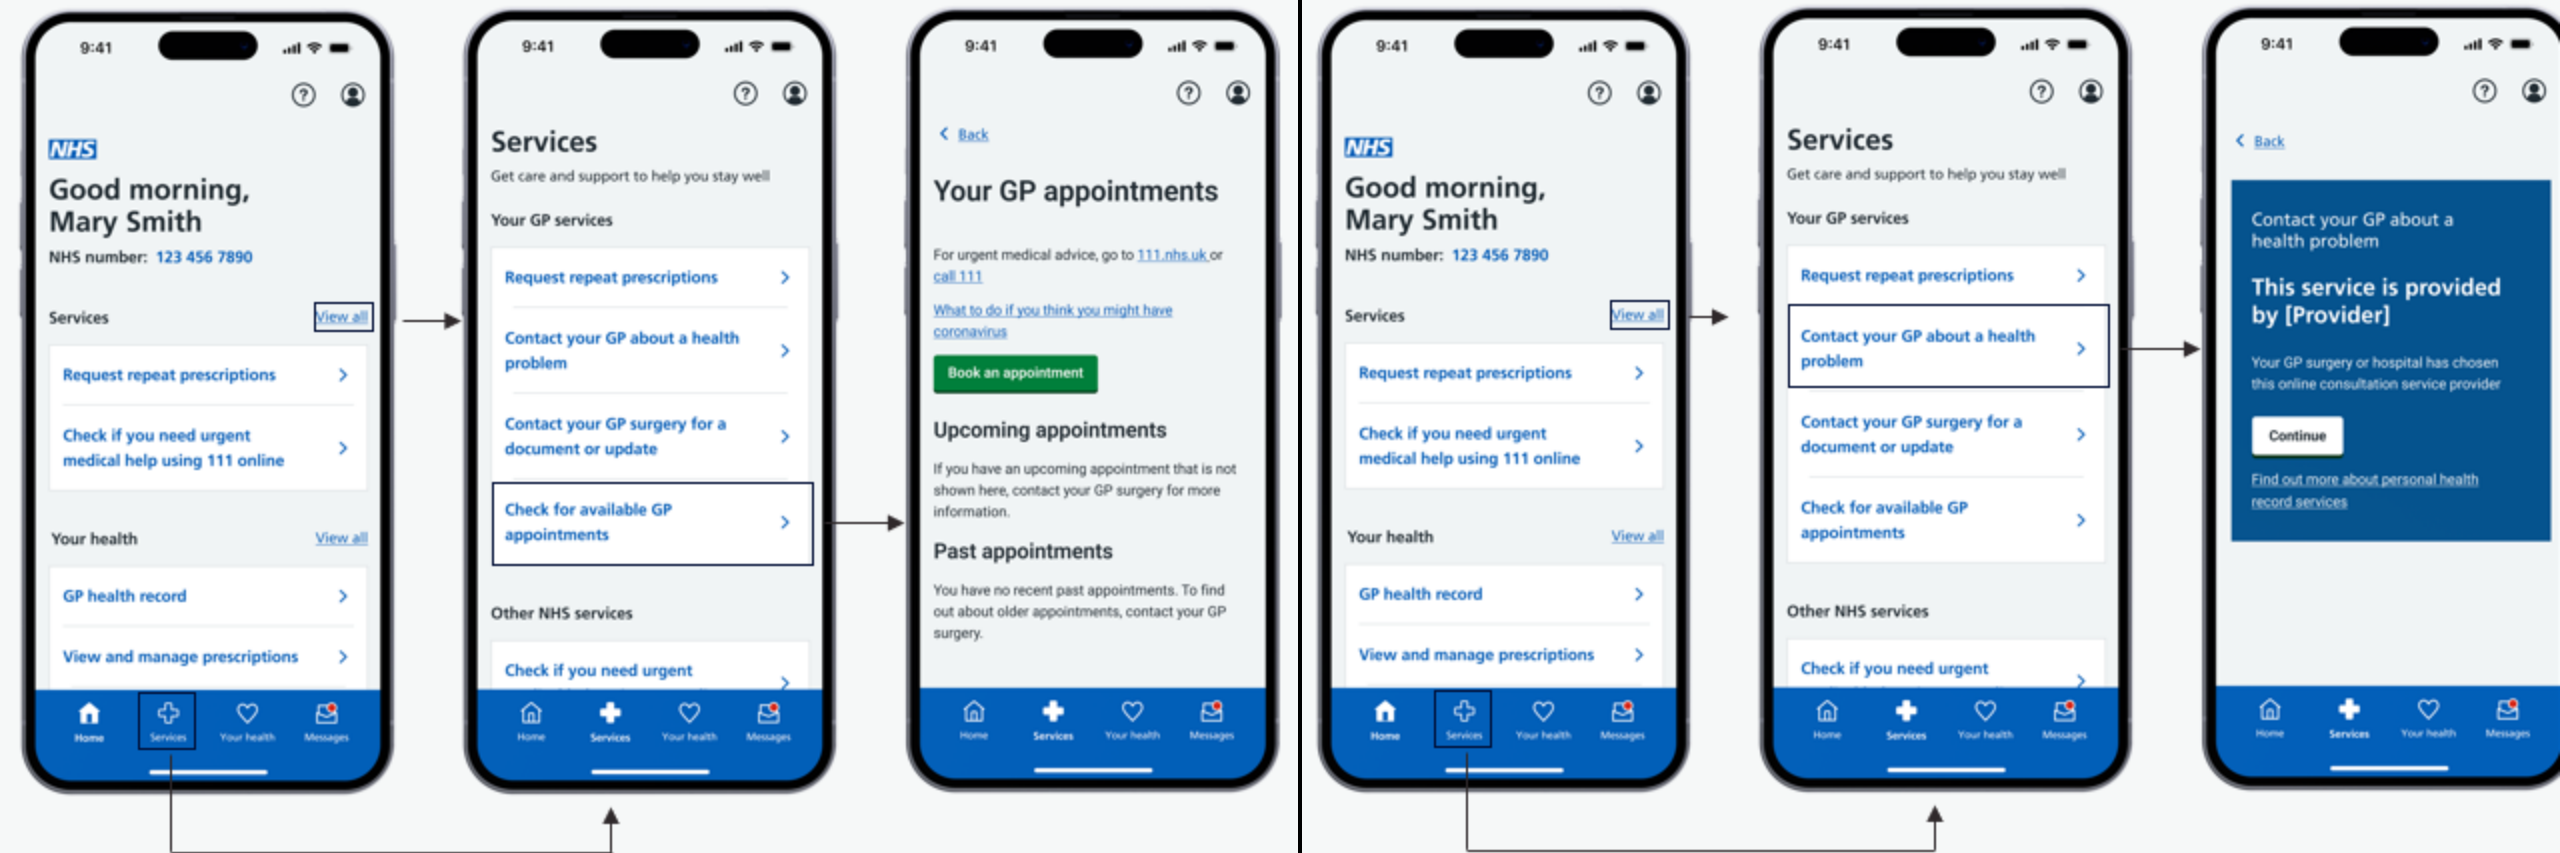 9:41
NHS
Good morning,
Mary Smith
NHS number: 123 456 7890
Services View all
Request repeat prescriptions
Check if you need urgent
medical help using 111 online
Your health View all
GP health record
View and manage prescriptions
Home Services Your health Messages
9:41
Services
Get care and support to help you stay well
Your GP services
Request repeat prescriptions
Contact your GP about a health
problem
Contact your GP surgery for a
document or update
Check for available GP
appointments
Other NHS services
Check if you need urgent
Home Services Your health Messages
9:41
Back
Your GP appointments
For urgent medical advice, go to 111.nhs.uk or
call 111
What to do if you think you might have
coronavirus
Book an appointment
Upcoming appointments
If you have an upcoming appointment that is not
shown here, contact your GP surgery for more
information.
Past appointments
You have no recent past appointments. To find
out about older appointments, contact your GP
surgery.
Home Services Your health Messages
9:41
NHS
Good morning,
Mary Smith
NHS number: 123 456 7890
Services View all
Request repeat prescriptions
Check if you need urgent
medical help using 111 online
Your health View all
GP health record
View and manage prescriptions
Home Services Your health Messages
9:41
Services
Get care and support to help you stay well
Your GP services
Request repeat prescriptions
Contact your GP about a health
problem
Contact your GP surgery for a
document or update
Check for available GP
appointments
Other NHS services
Check if you need urgent
Home Services Your health Messages
9:41
Back
Contact your GP about a
health problem
This service is provided
by [Provider]
Your GP surgery or hospital has chosen
this online consultation service provider
Continue
Find out more about personal health
record services
Home Services Your health Messages